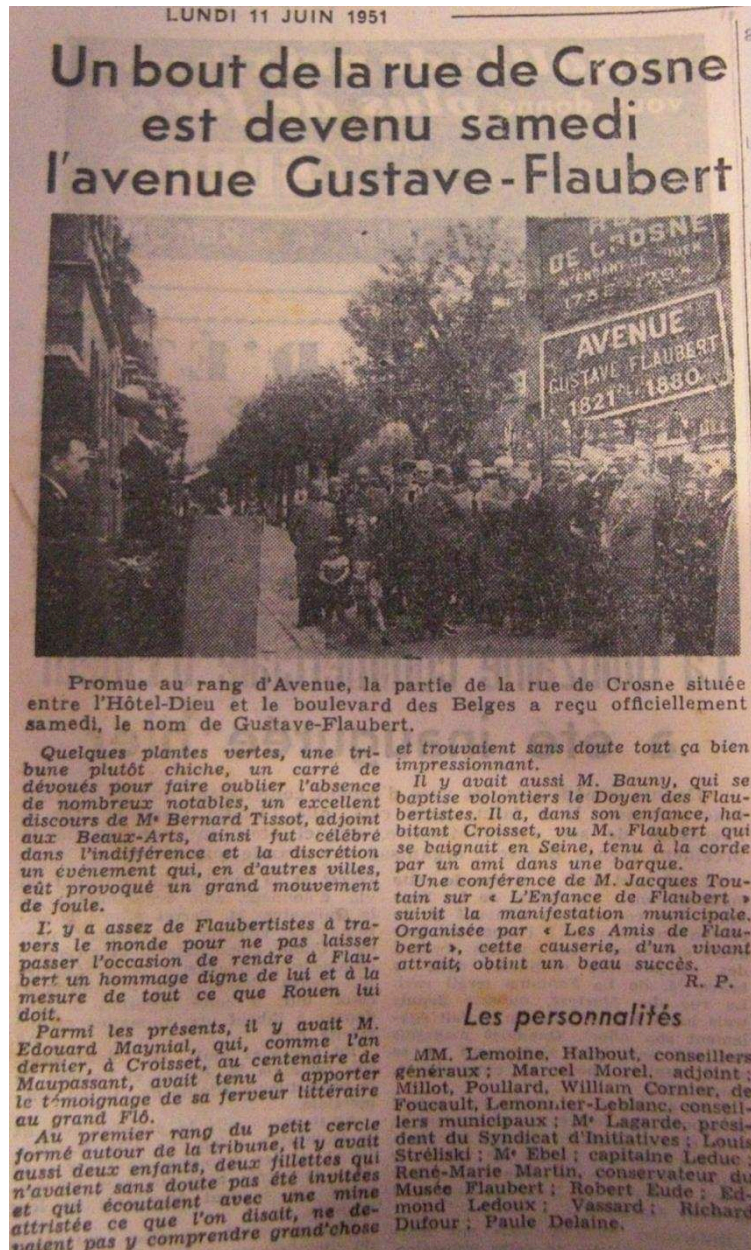 LUNDI 11 JUIN 1951
Un bout de la rue de Crosne
est devenu samedi
l'avenue Gustave-Flaubert
DE CROSNE
AVENUE
GUSTAVE FLAUBERT
1821 1880
Promue au rang d'Avenue, la partie de la rue de Crosne située
entre l'Hôtel-Dieu et le boulevard des Belges a reçu officiellement
samedi, le nom de Gustave-Flaubert.
Quelques plantes vertes, une tri-
bune plutôt chiche, un carré de
dévoués pour faire oublier l'absence
de nombreux notables, un excellent
discours de Me Bernard Tissot, adjoint
aux Beaux-Arts, ainsi fut célébré
dans l'indifférence et la discrétion
un événement qui, en d'autres villes,
eût provoqué un grand mouvement
de foule.
Il y a assez de Flaubertistes à tra-
vers le monde pour ne pas laisser
passer l'occasion de rendre à Flau-
bert un hommage digne de lui et à la
mesure de tout ce que Rouen lui
doit.
Parmi les présents, il y avait M.
Edouard Maynial, qui, comme l'an
dernier, à Croisset, au centenaire de
Maupassant, avait tenu à apporter
le témoignage de sa ferveur littéraire
au grand Flô.
Au premier rang du petit cercle
formé autour de la tribune, il y avait
aussi deux enfants, deux fillettes qui
n'avaient sans doute pas été invitées
et qui écoutaient avec une mine
attristée ce que l'on disait, ne de-
vaient pas y comprendre grand'chose
et trouvaient sans doute tout ça bien
impressionnant.
Il y avait aussi M. Bauny, qui se
baptise volontiers le Doyen des Flau-
bertistes. Il a, dans son enfance, ha-
bitant Croisset, vu M. Flaubert qui
se baignait en Seine, tenu à la corde
par un ami dans une barque.
Une conférence de M. Jacques Tou-
tain sur « L'Enfance de Flaubert »
suivit la manifestation municipale.
Organisée par « Les Amis de Flau-
bert », cette causerie, d'un vivant
attrait; obtint un beau succès.
R. P.
Les personnalités
MM. Lemoine, Halbout, conseillers
généraux ; Marcel Morel, adjoint ;
Millot, Poullard, William Cornier, de
Foucault, Lemonnier-Leblanc, conseil-
lers municipaux ; Me Lagarde, prési-
dent du Syndicat d'Initiatives ; Louis
Stréliski ; Me Ebel ; capitaine Leduc ;
René-Marie Martin, conservateur du
Musée Flaubert ; Robert Eude ; Ed-
mond Ledoux ; Vassard ; Richard
Dufour ; Paule Delaine.